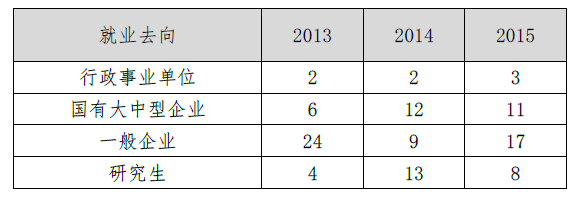 就业去向 2013 2014 2015
行政事业单位 2 2 3
国有大中型企业 6 12 11
一般企业 24 9 17
研究生 4 13 8